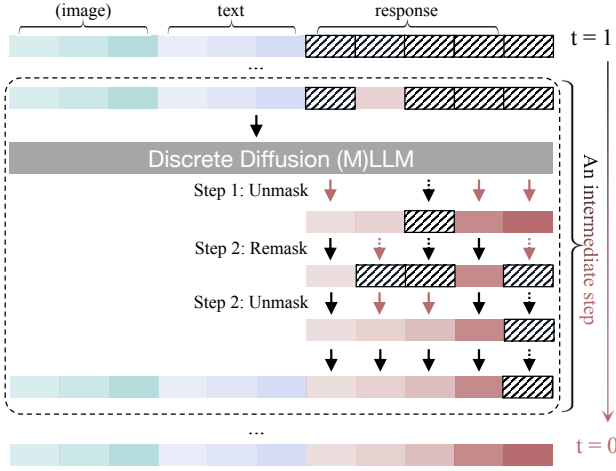 (image) text response
t = 1
...
Discrete Diffusion (M)LLM
Step 1: Unmask
Step 2: Remask
Step 2: Unmask
An intermediate step
...
t = 0